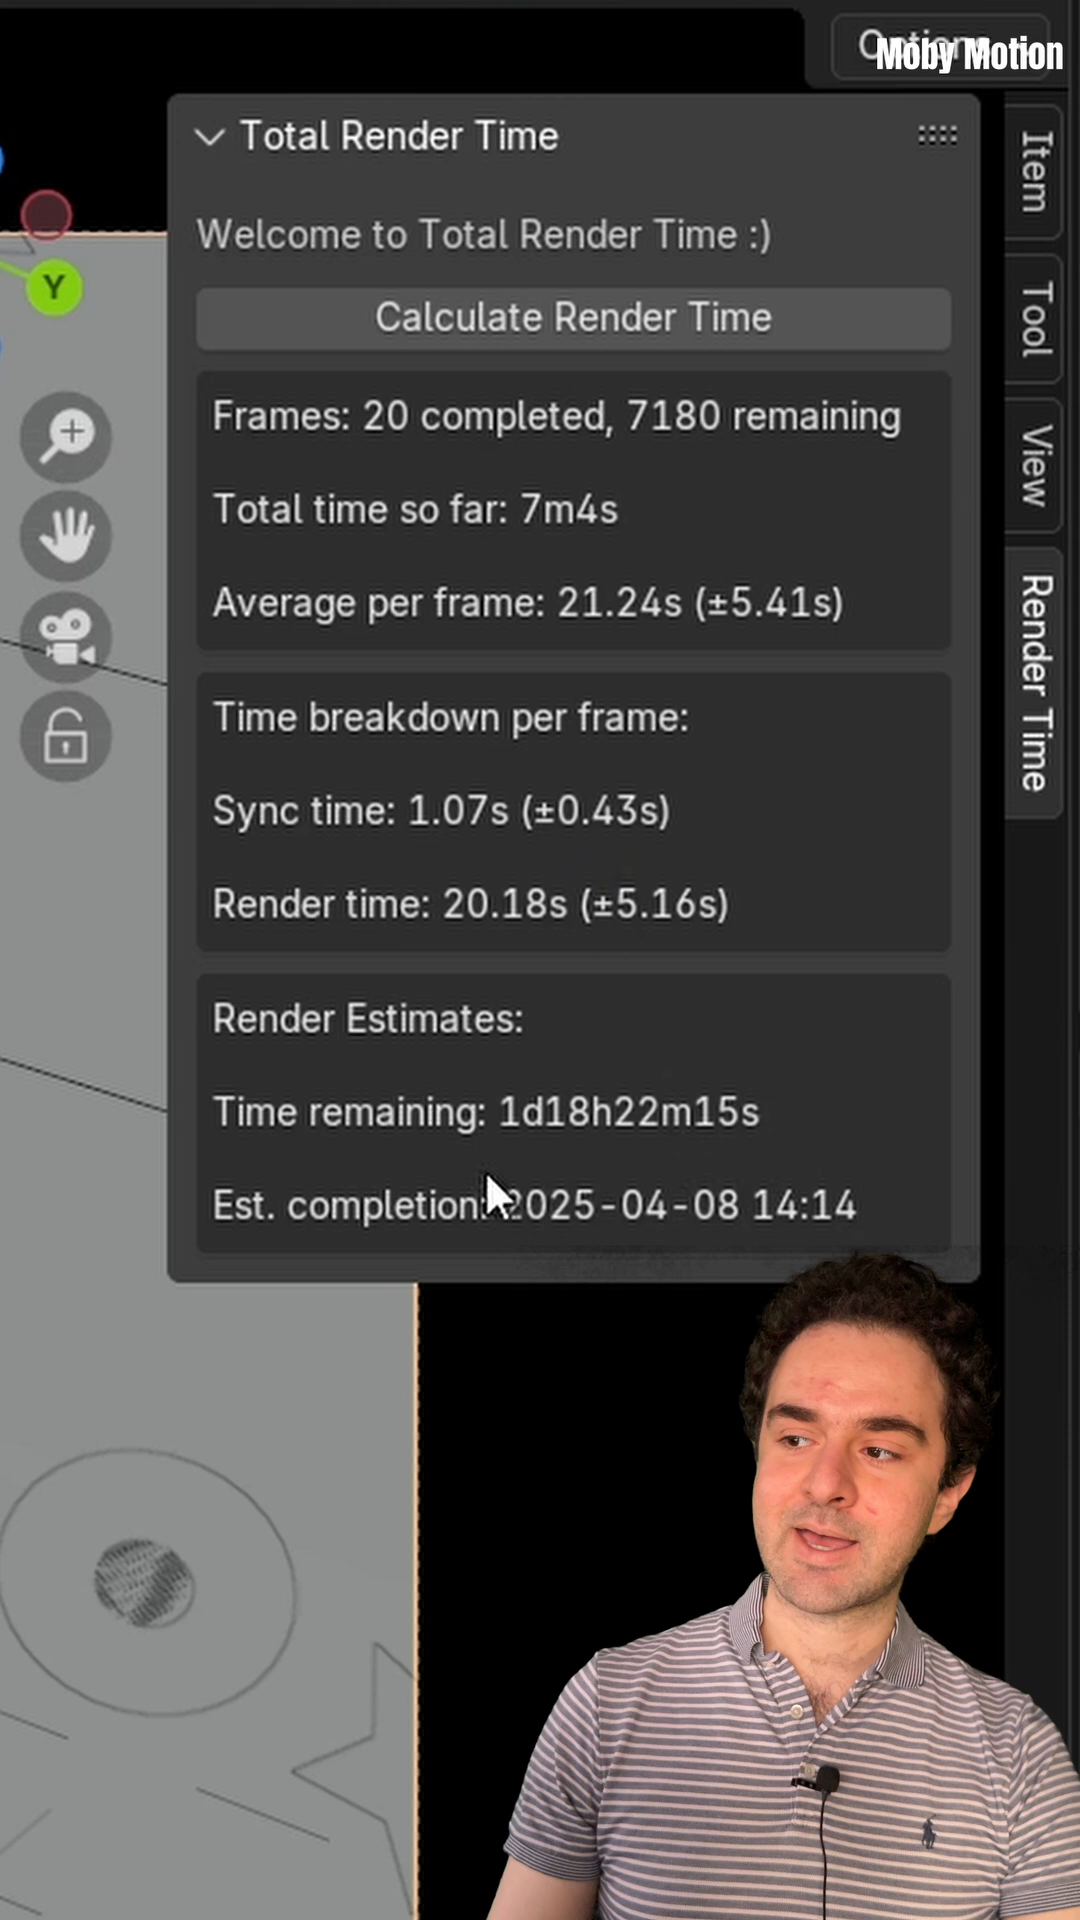 Options
Moby Motion
Total Render Time
Item
Welcome to Total Render Time :)
Y
Calculate Render Time
Tool
Frames: 20 completed, 7180 remaining
View
Total time so far: 7m4s
Average per frame: 21.24s (±5.41s)
Render Time
Time breakdown per frame:
Sync time: 1.07s (±0.43s)
Render time: 20.18s (±5.16s)
Render Estimates:
Time remaining: 1d18h22m15s
Est. completion: 2025-04-08 14:14